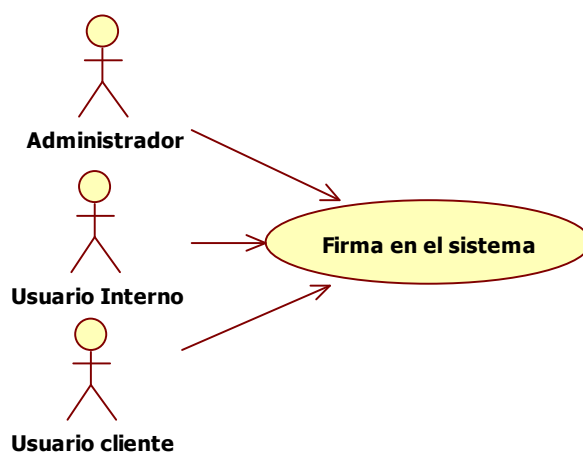 Administrador
Usuario Interno
Firma en el sistema
Usuario cliente